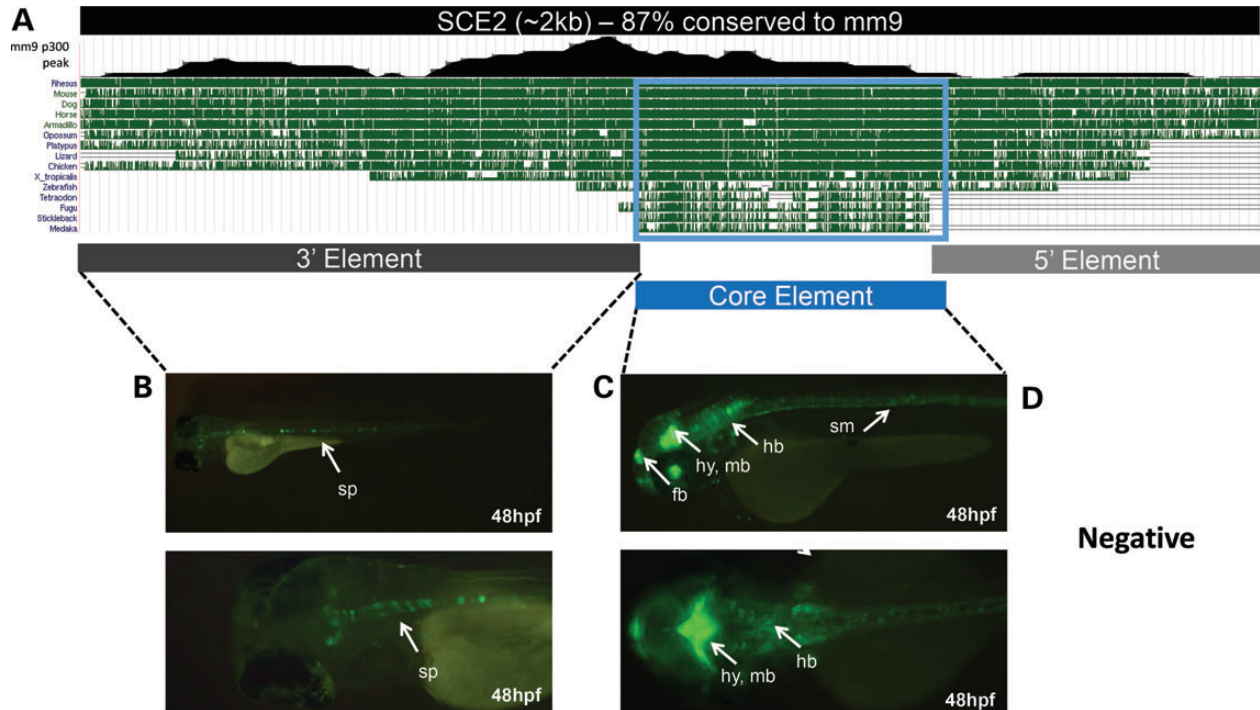 A
SCE2 (~2kb) – 87% conserved to mm9
mm9 p300
peak
Rhesus
Mouse
Dog
Horse
Armadillo
Opossum
Platypus
Lizard
Chicken
X_tropicalis
Zebrafish
Tetraodon
Fugu
Stickleback
Medaka
3' Element
5' Element
Core Element
B
sp
48hpf
C
fb
hy, mb
hb
sm
48hpf
D
Negative
sp
48hpf
hy, mb
hb
48hpf